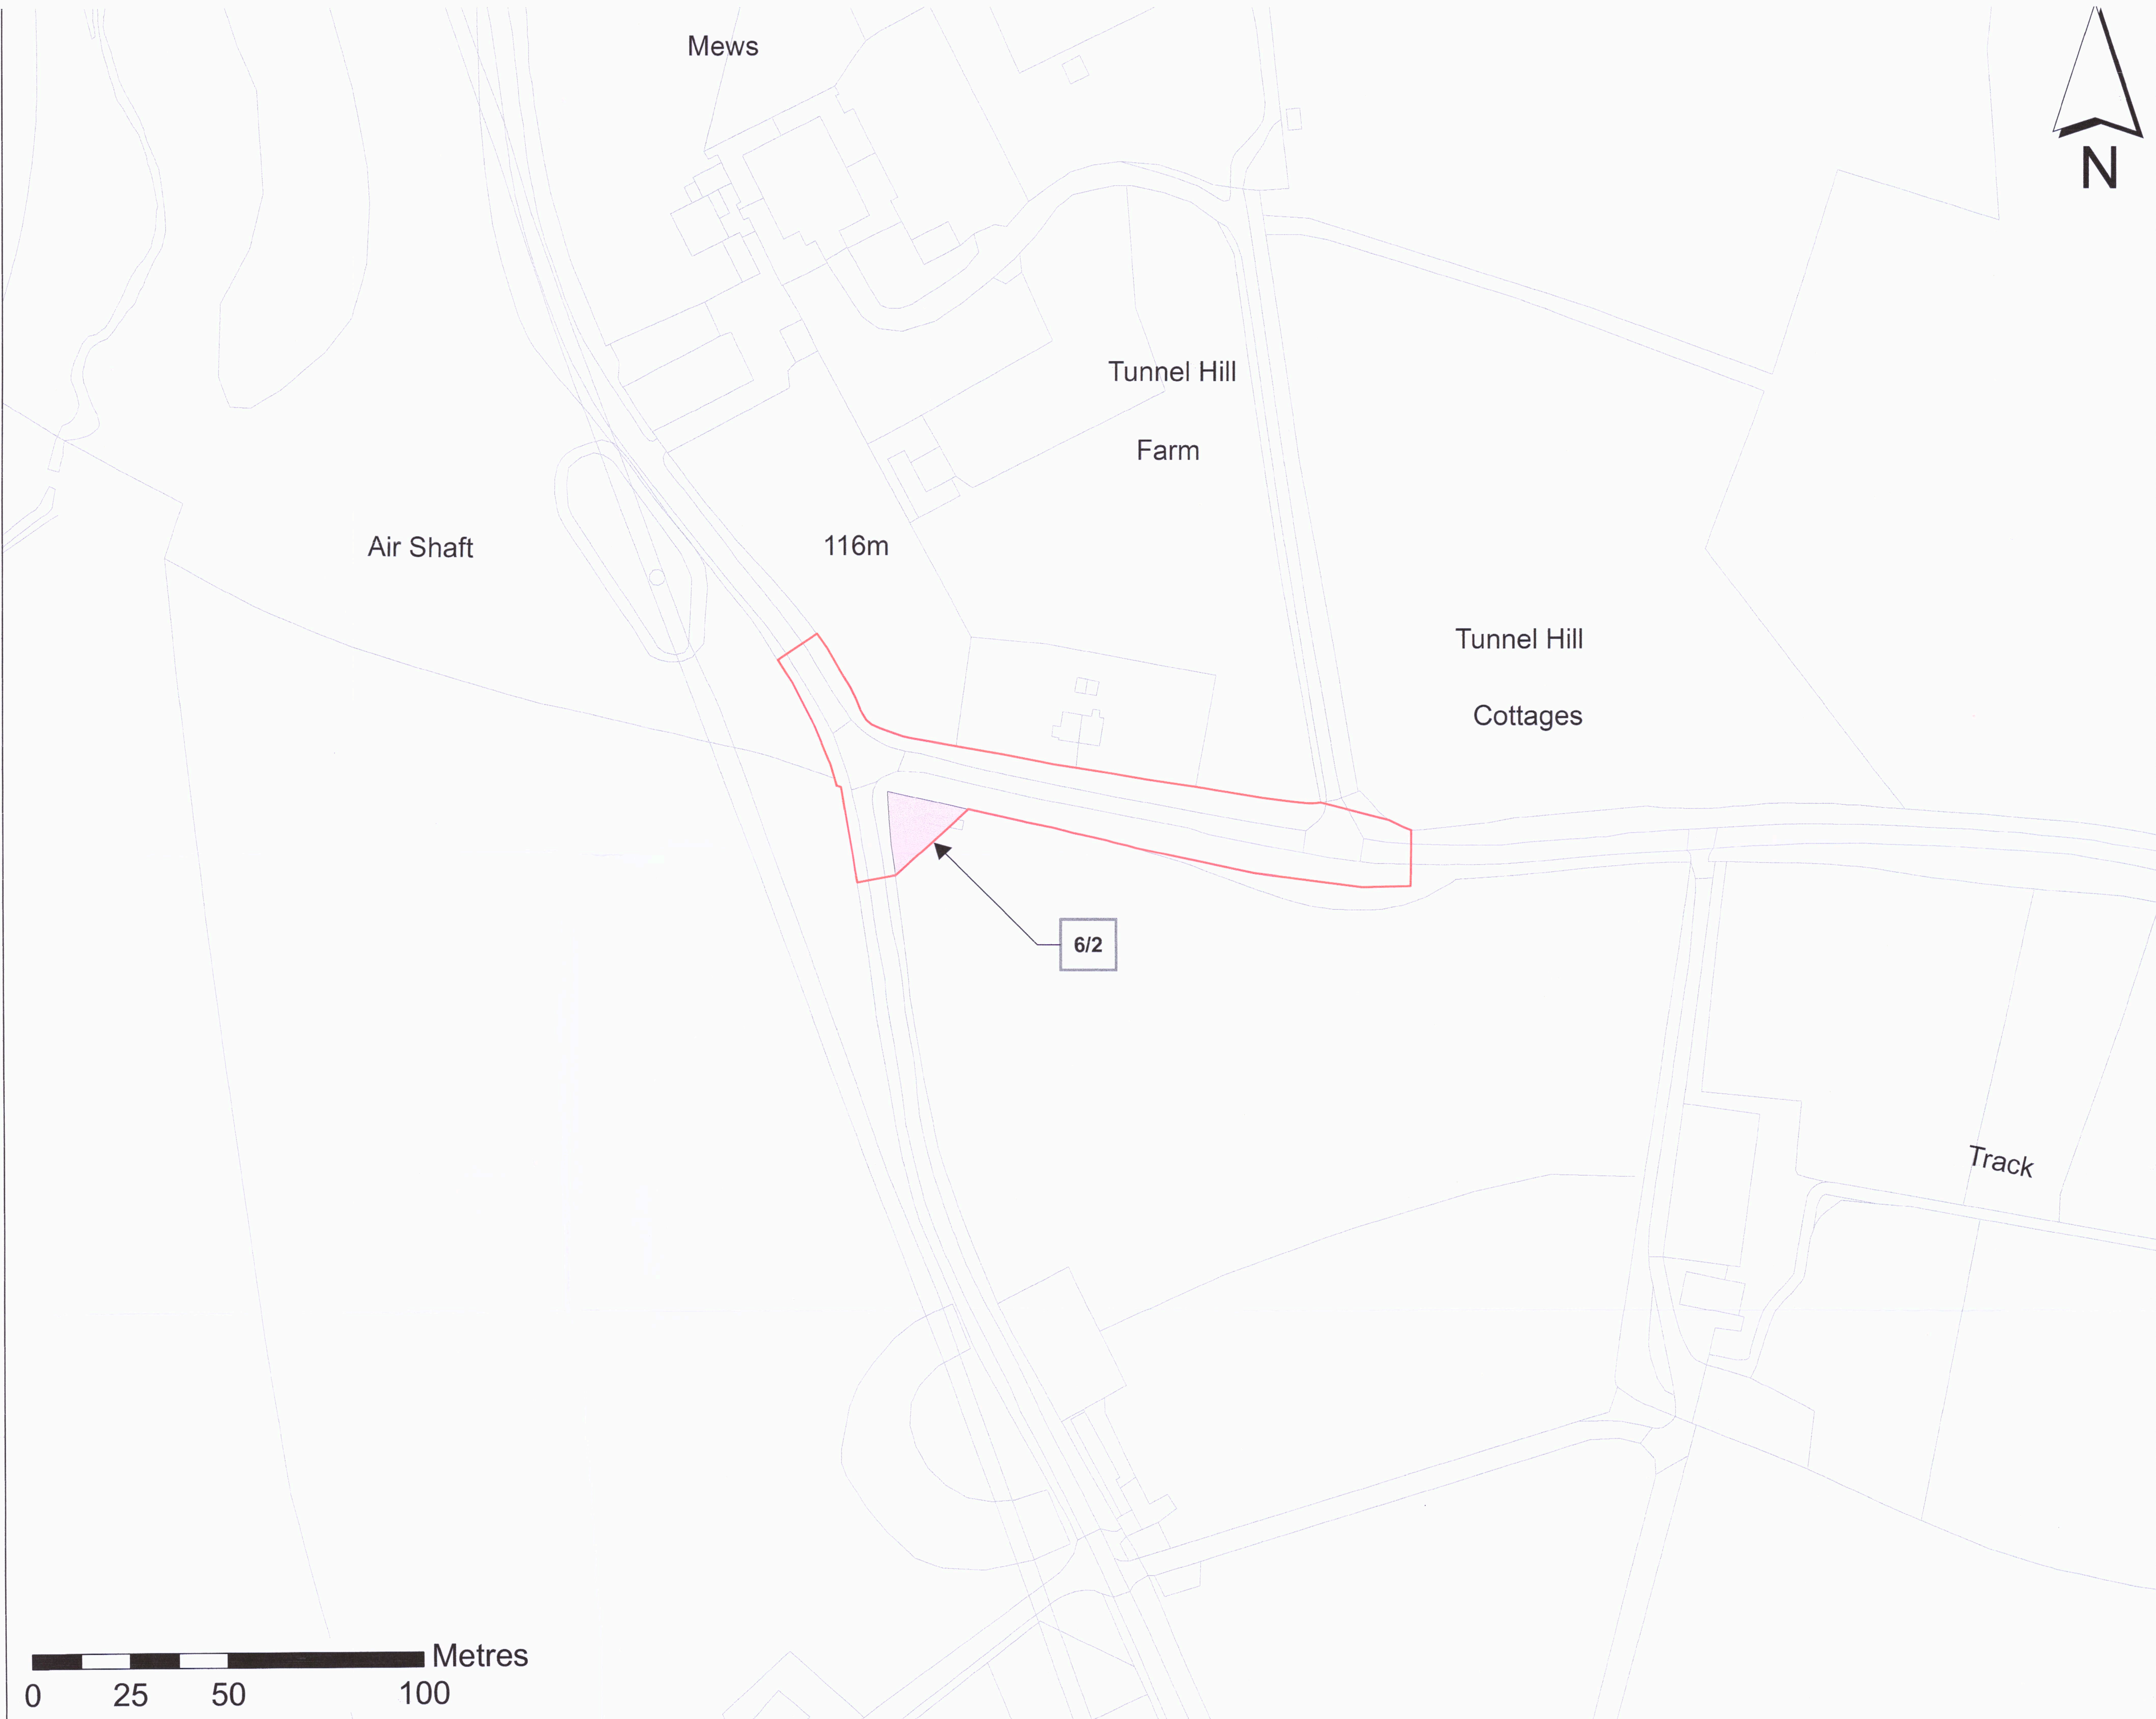 Mews
N
Tunnel Hill
Farm
Air Shaft
116m
Tunnel Hill
Cottages
6/2
Track
Metres
0 25 50 100